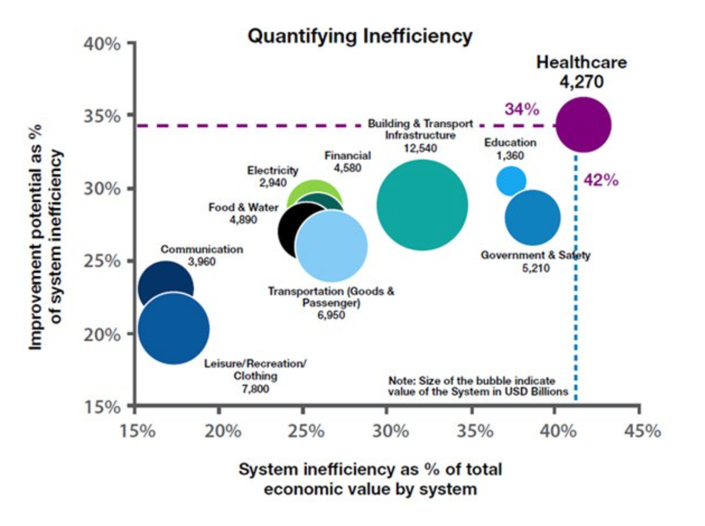 Quantifying Inefficiency
40%
35%
30%
25%
20%
15%
Improvement potential as %
of system inefficiency
Healthcare
4,270
34%
42%
Building & Transport
Infrastructure
12,540
Education
1,360
Financial
4,580
Electricity
2,940
Food & Water
4,890
Government & Safety
5,210
Communication
3,960
Transportation (Goods &
Passenger)
6,950
Leisure/Recreation/
Clothing
7,800
Note: Size of the bubble indicate
value of the System in USD Billions
15%
20%
25%
30%
35%
40%
45%
System inefficiency as % of total
economic value by system